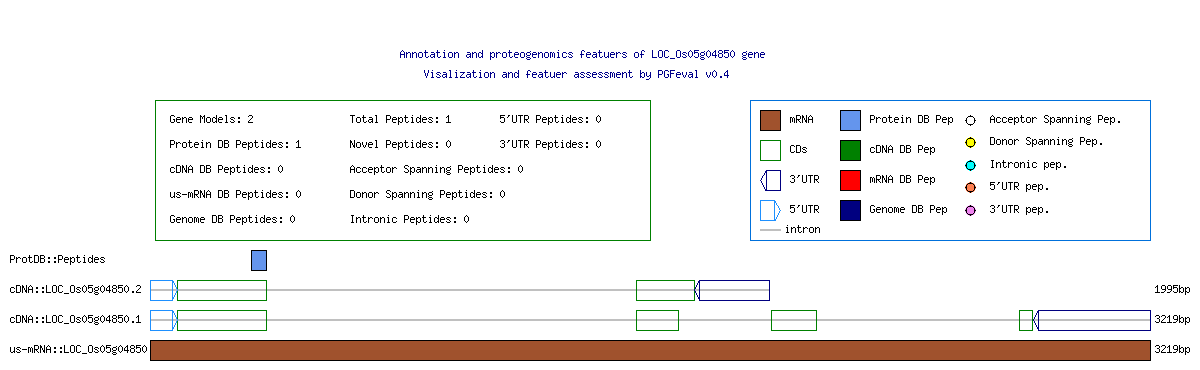 Annotation and proteogenomics featuers of LOC_Os05g04850 gene
Visalization and featuer assessment by PGFeval v0.4
Gene Models: 2 Total Peptides: 1 5'UTR Peptides: 0
Protein DB Peptides: 1 Novel Peptides: 0 3'UTR Peptides: 0
cDNA DB Peptides: 0 Acceptor Spanning Peptides: 0
us-mRNA DB Peptides: 0 Donor Spanning Peptides: 0
Genome DB Peptides: 0 Intronic Peptides: 0
mRNA Protein DB Pep Acceptor Spanning Pep.
CDs cDNA DB Pep Donor Spanning Pep.
3'UTR mRNA DB Pep Intronic pep.
5'UTR Genome DB Pep 5'UTR pep.
intron 3'UTR pep.
ProtDB::Peptides
cDNA::LOC_Os05g04850.2 1995bp
cDNA::LOC_Os05g04850.1 3219bp
us-mRNA::LOC_Os05g04850 3219bp